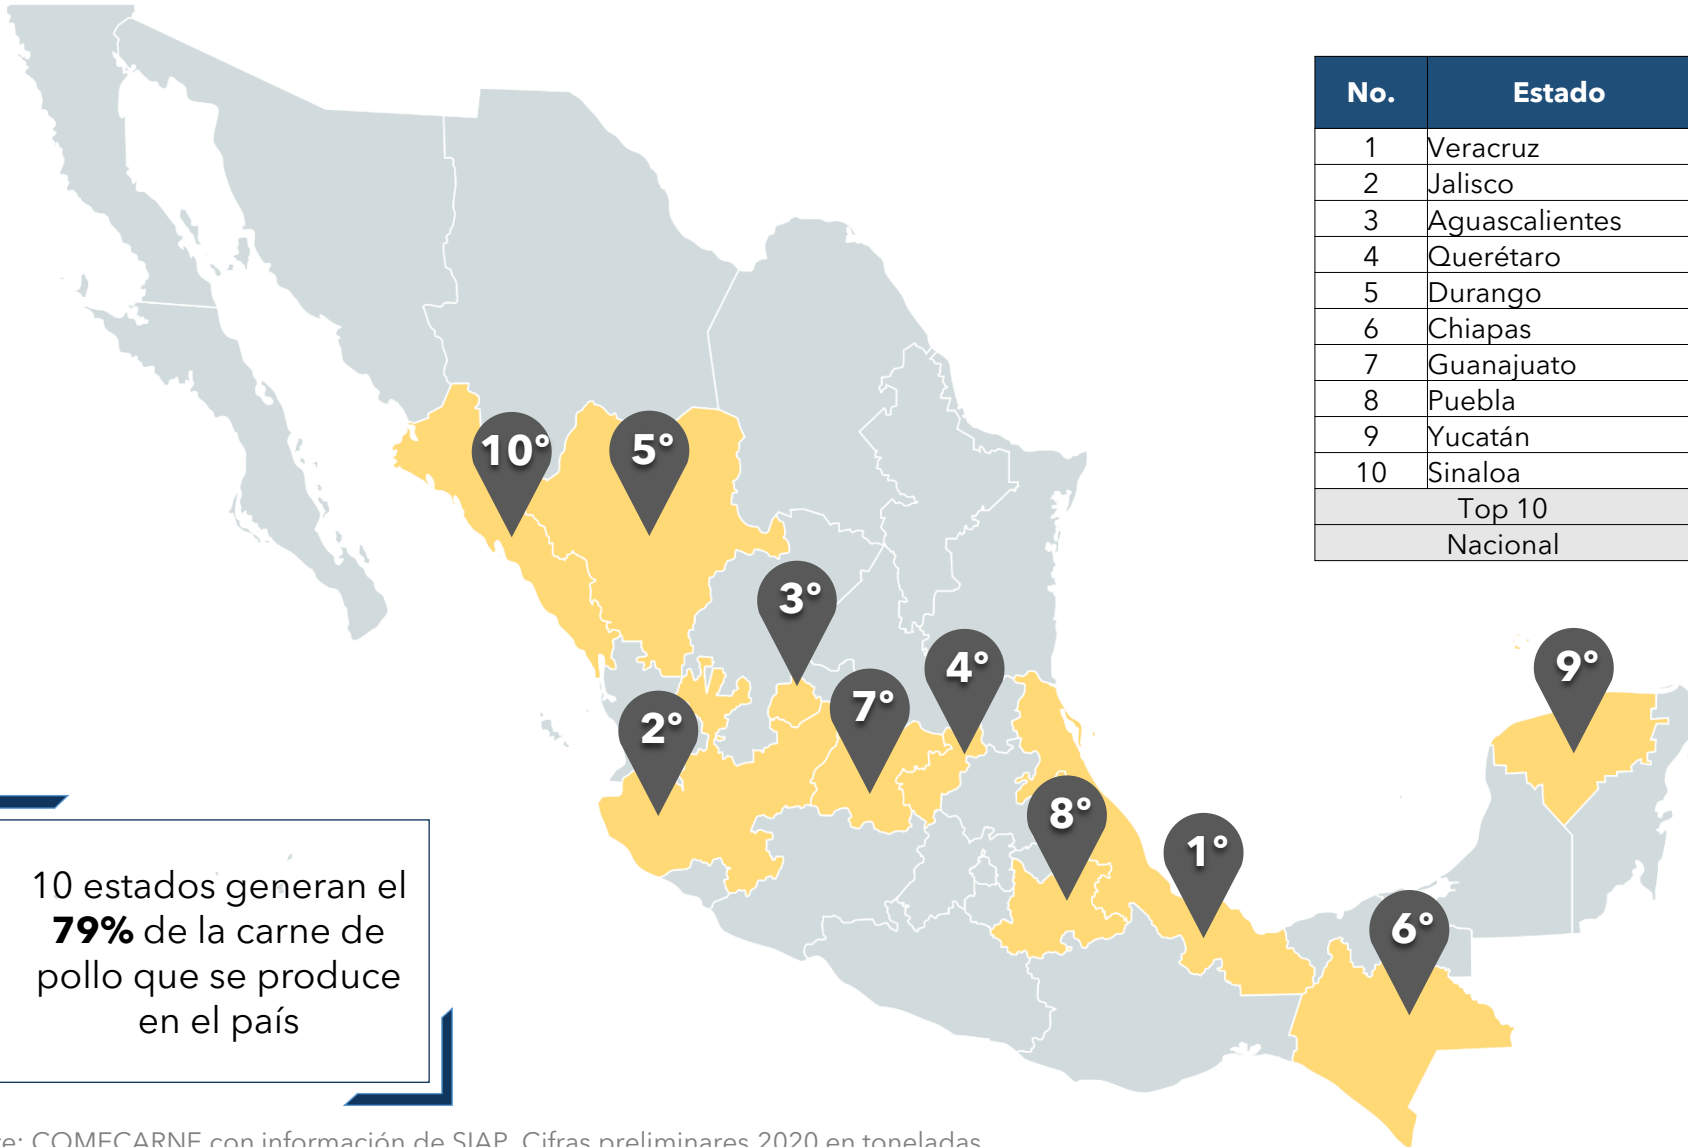 No. Estado
1 Veracruz
2 Jalisco
3 Aguascalientes
4 Querétaro
5 Durango
6 Chiapas
7 Guanajuato
8 Puebla
9 Yucatán
10 Sinaloa
Top 10
Nacional
10°
5°
3°
4°
9°
7°
2°
8°
1°
6°
10 estados generan el
79% de la carne de
pollo que se produce
en el país
COMECARNE con información de SIAP. Cifras preliminares 2020 en toneladas